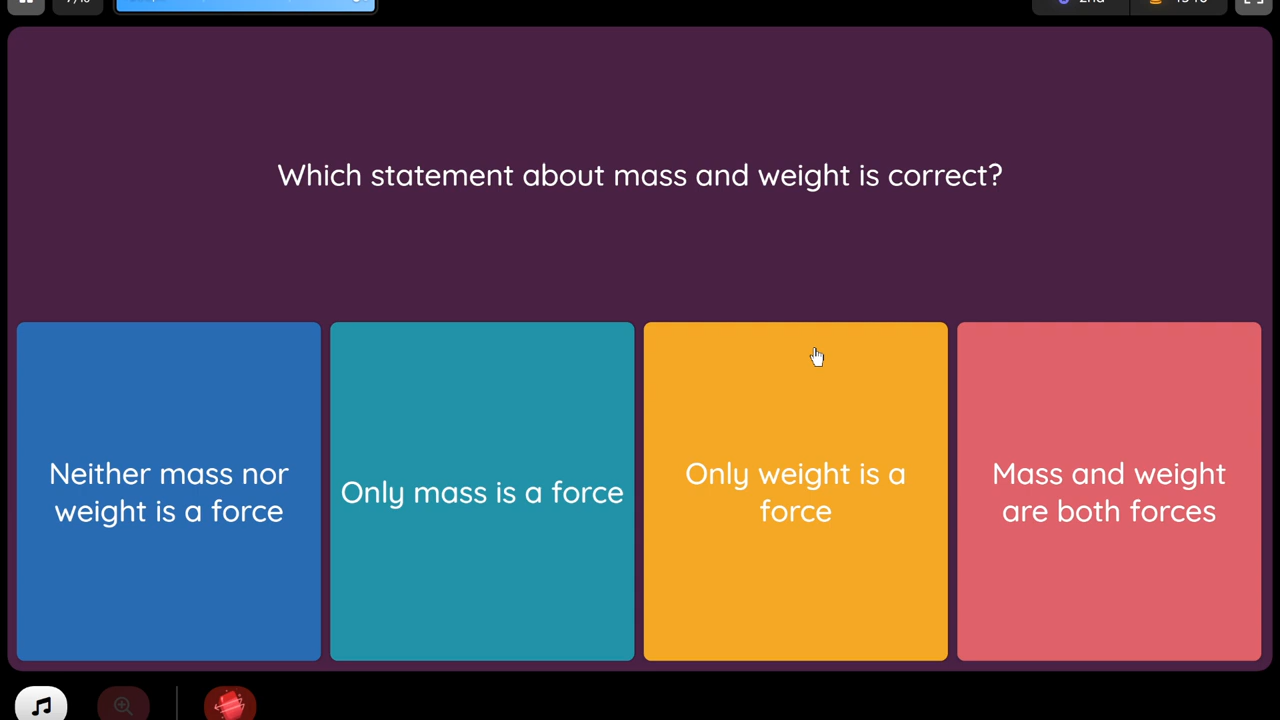 Which statement about mass and weight is correct?
Neither mass nor
weight is a force
Only mass is a force
Only weight is a
force
Mass and weight
are both forces